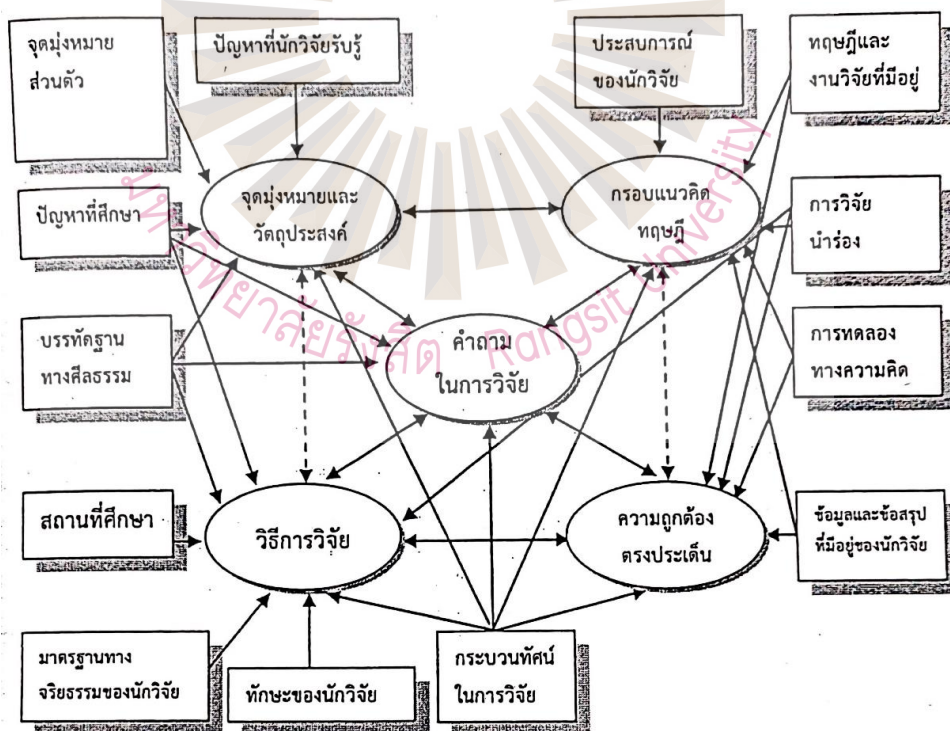 จุดมุ่งหมาย
ส่วนตัว
ปัญหาที่นักวิจัยรับรู้
ประสบการณ์
ของนักวิจัย
ทฤษฎีและ
งานวิจัยที่มีอยู่
ปัญหาที่ศึกษา
จุดมุ่งหมายและ
วัตถุประสงค์
กรอบแนวคิด
ทฤษฎี
การวิจัย
นำร่อง
บรรทัดฐาน
ทางศีลธรรม
คำถาม
ในการวิจัย
การทดลอง
ทางความคิด
มหาวิทยาลัยรังสิต Rangsit University
สถานที่ศึกษา
วิธีการวิจัย
ความถูกต้อง
ตรงประเด็น
ข้อมูลและข้อสรุป
ที่มีอยู่ของนักวิจัย
มาตรฐานทาง
จริยธรรมของนักวิจัย
ทักษะของนักวิจัย
กระบวนทัศน์
ในการวิจัย